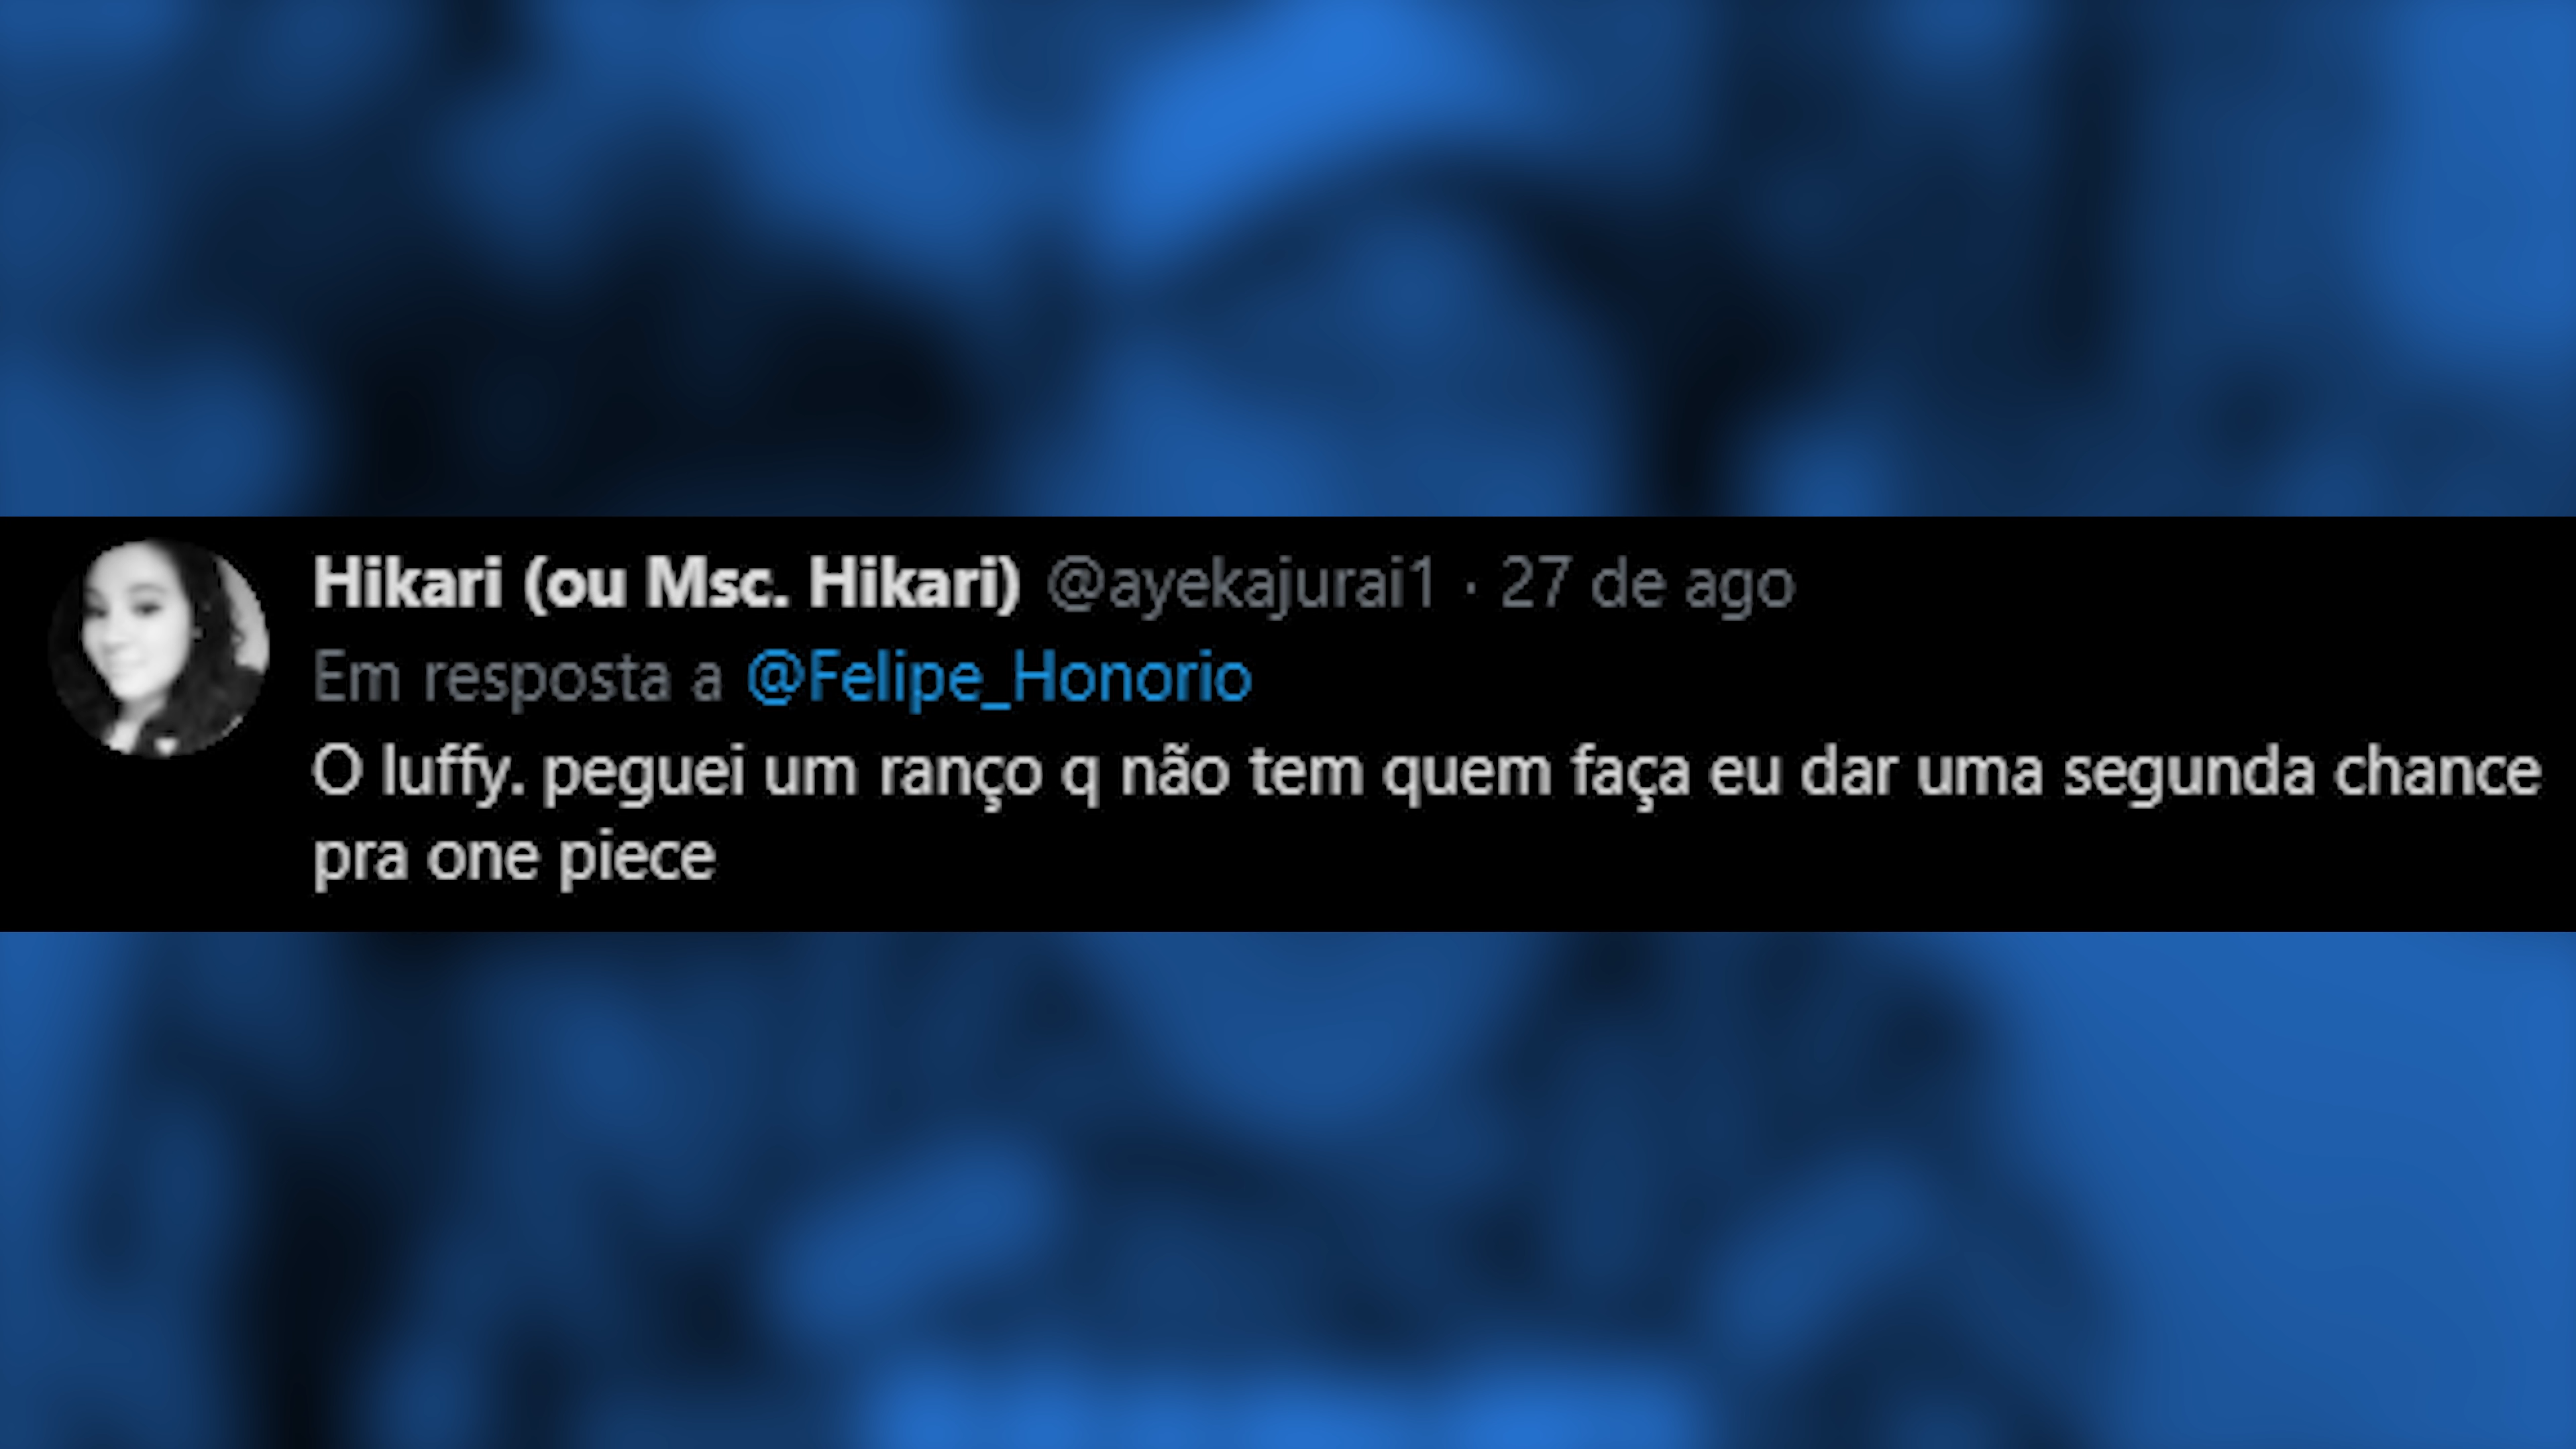 Hikari (ou Msc. Hikari) @ayekajurai1 · 27 de ago
Em resposta a @Felipe_Honorio
O luffy. peguei um ranço q não tem quem faça eu dar uma segunda chance
pra one piece